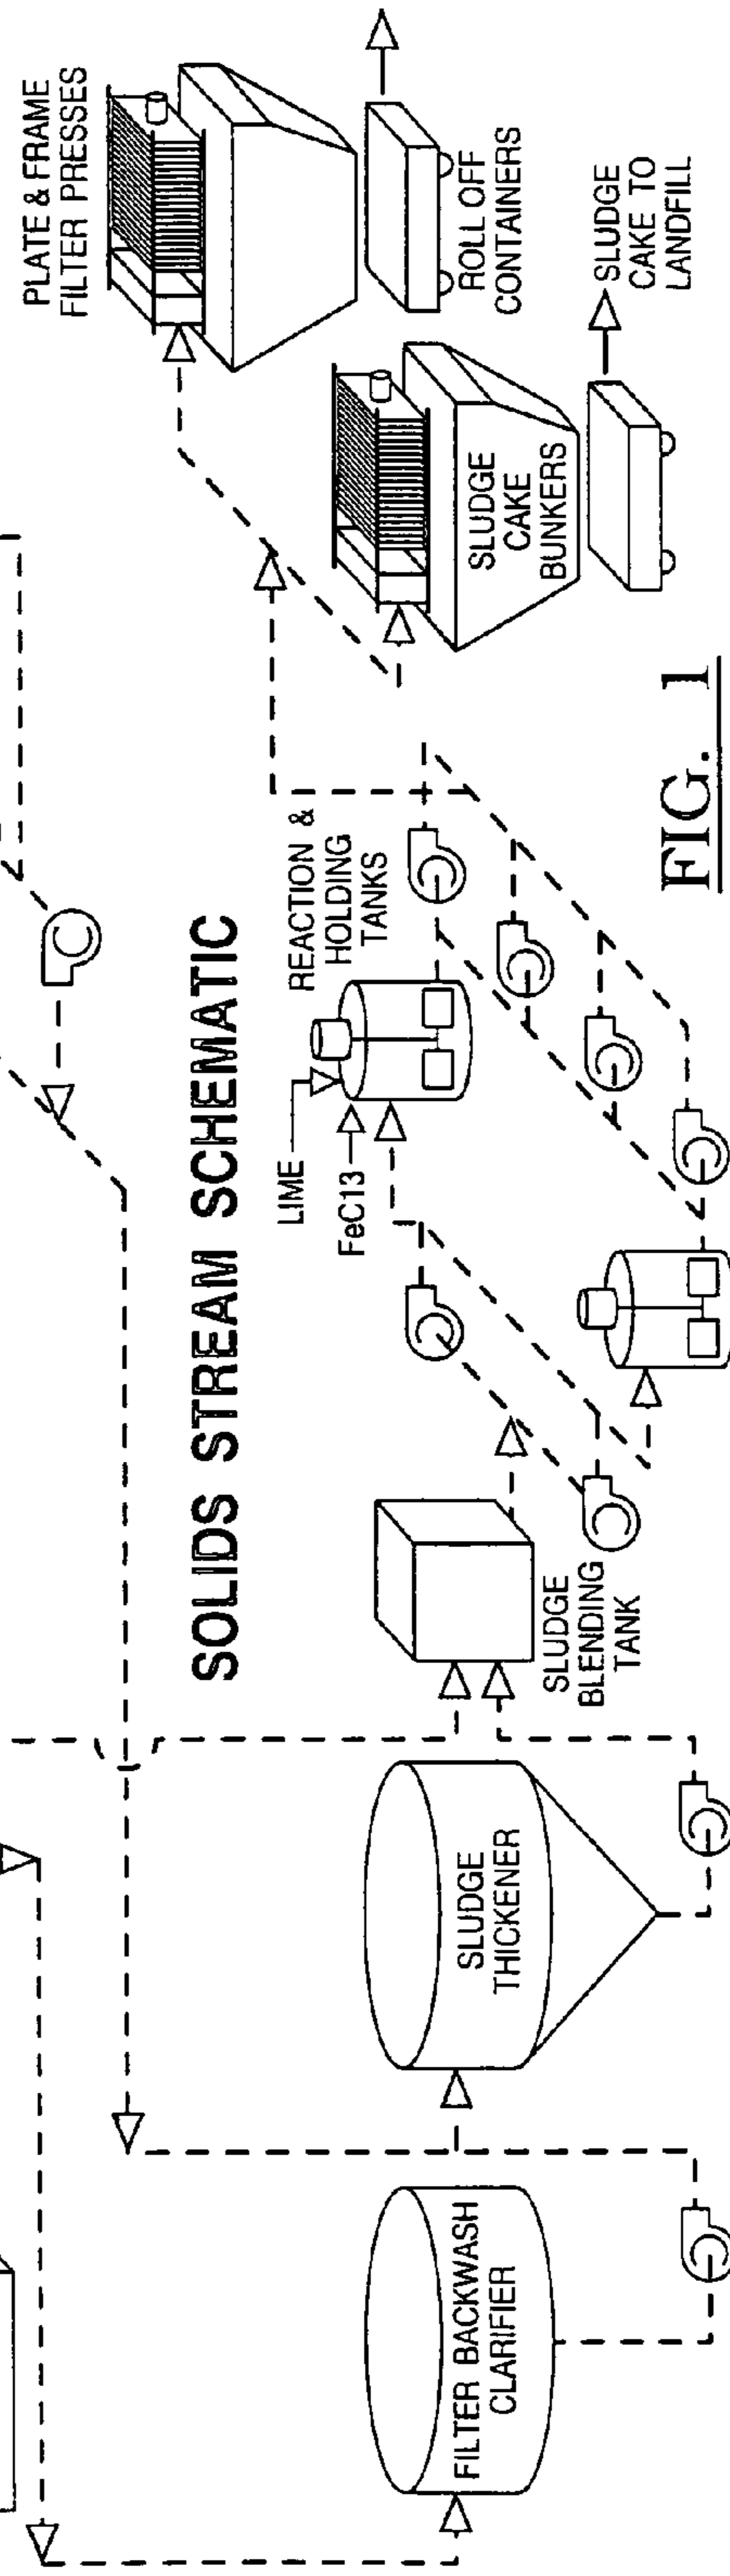 SOLIDS STREAM SCHEMATIC
FILTER BACKWASH
CLARIFIER
SLUDGE
THICKENER
SLUDGE
BLENDING
TANK
LIME
FeC13
REACTION &
HOLDING
TANKS
PLATE & FRAME
FILTER PRESSES
SLUDGE
CAKE
BUNKERS
ROLL OFF
CONTAINERS
SLUDGE
CAKE TO
LANDFILL
FIG. 1